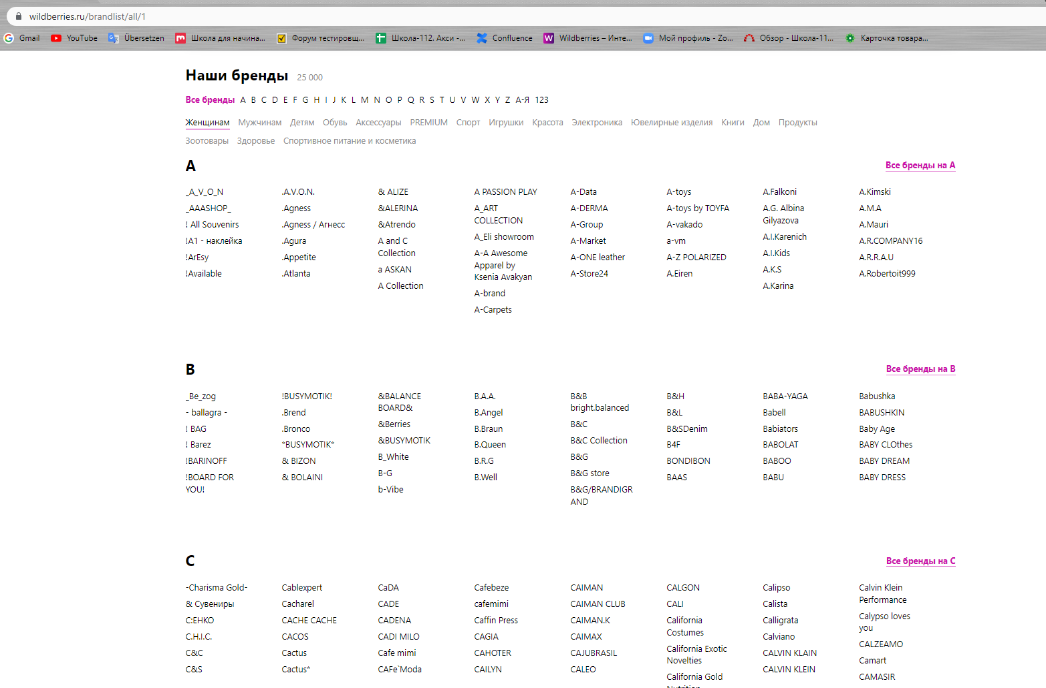 wildberries.ru/brandlist/all/1
Gmail YouTube Übersetzen Школа для начина... Форум тестировщ... Школа-112. Акси -... Confluence Wildberries – Инте... Мой профиль - Zo... Обзор - Школа-11... Карточка товара...
Наши бренды 25 000
Все бренды A B C D E F G H I J K L M N O P Q R S T U V W X Y Z А-Я 123
Женщинам Мужчинам Детям Обувь Аксессуары PREMIUM Спорт Игрушки Красота Электроника Ювелирные изделия Книги Дом Продукты
Зоотовары Здоровье Спортивное питание и косметика
A Все бренды на A
_A_V_O_N
_AAASHOP_
! All Souvenirs
!A1 - наклейка
!ArEsy
!Available
.A.V.O.N.
.Agness
.Agness / Агнесс
.Agura
.Appetite
.Atlanta
& ALIZE
&ALERINA
&Atrendo
A and C
Collection
a ASKAN
A Collection
A PASSION PLAY
A_ART
COLLECTION
A_Eli showroom
A-A Awesome
Apparel by
Ksenia Avakyan
A-brand
A-Carpets
A-Data
A-DERMA
A-Group
A-Market
A-ONE leather
A-Store24
A-toys
A-toys by TOYFA
A-vakado
a-vm
A-Z POLARIZED
A.Eiren
A.Falkoni
A.G. Albina
Gilyazova
A.I.Karenich
A.I.Kids
A.K.S
A.Karina
A.Kimski
A.M.A
A.Mauri
A.R.COMPANY16
A.R.R.A.U
A.Robertoit999
B Все бренды на B
_Be_zog
- ballagra -
! BAG
! Barez
!BARINOFF
!BOARD FOR
YOU!
!BUSYMOTIK!
.Brend
.Bronco
*BUSYMOTIK*
& BIZON
& BOLAINI
&BALANCE
BOARD&
&Berries
&BUSYMOTIK
B_White
B-G
b-Vibe
B.A.A.
B.Angel
B.Braun
B.Queen
B.R.G
B.Well
B&B
bright.balanced
B&C
B&C Collection
B&G
B&G store
B&G/BRANDIGR
AND
B&H
B&L
B&SDenim
B4F
BONDIBON
BAAS
BABA-YAGA
Babell
Babiators
BABOLAT
BABOO
BABU
Babushka
BABUSHKIN
Baby Age
BABY CLOthes
BABY DREAM
BABY DRESS
C Все бренды на C
-Charisma Gold-
& Сувениры
C:EHKO
C.H.I.C.
C&C
C&S
Cablexpert
Cacharel
CACHE CACHE
CACOS
Cactus
Cactus*
CaDA
CADE
CADENA
CADI MILO
Cafe mimi
CAFe`Moda
Cafebeze
cafemimi
Caffin Press
CAGIA
CAHOTER
CAILYN
CAIMAN
CAIMAN CLUB
CAIMAN.K
CAIMAX
CAJUBRASIL
CALEO
CALGON
CALI
California
Costumes
California Exotic
Novelties
California Gold
Nutrition
Calipso
Calista
Calligrata
Calviano
CALVIN KLAIN
CALVIN KLEIN
Calvin Klein
Performance
Calypso loves
you
CALZEAMO
Camart
CAMASIR